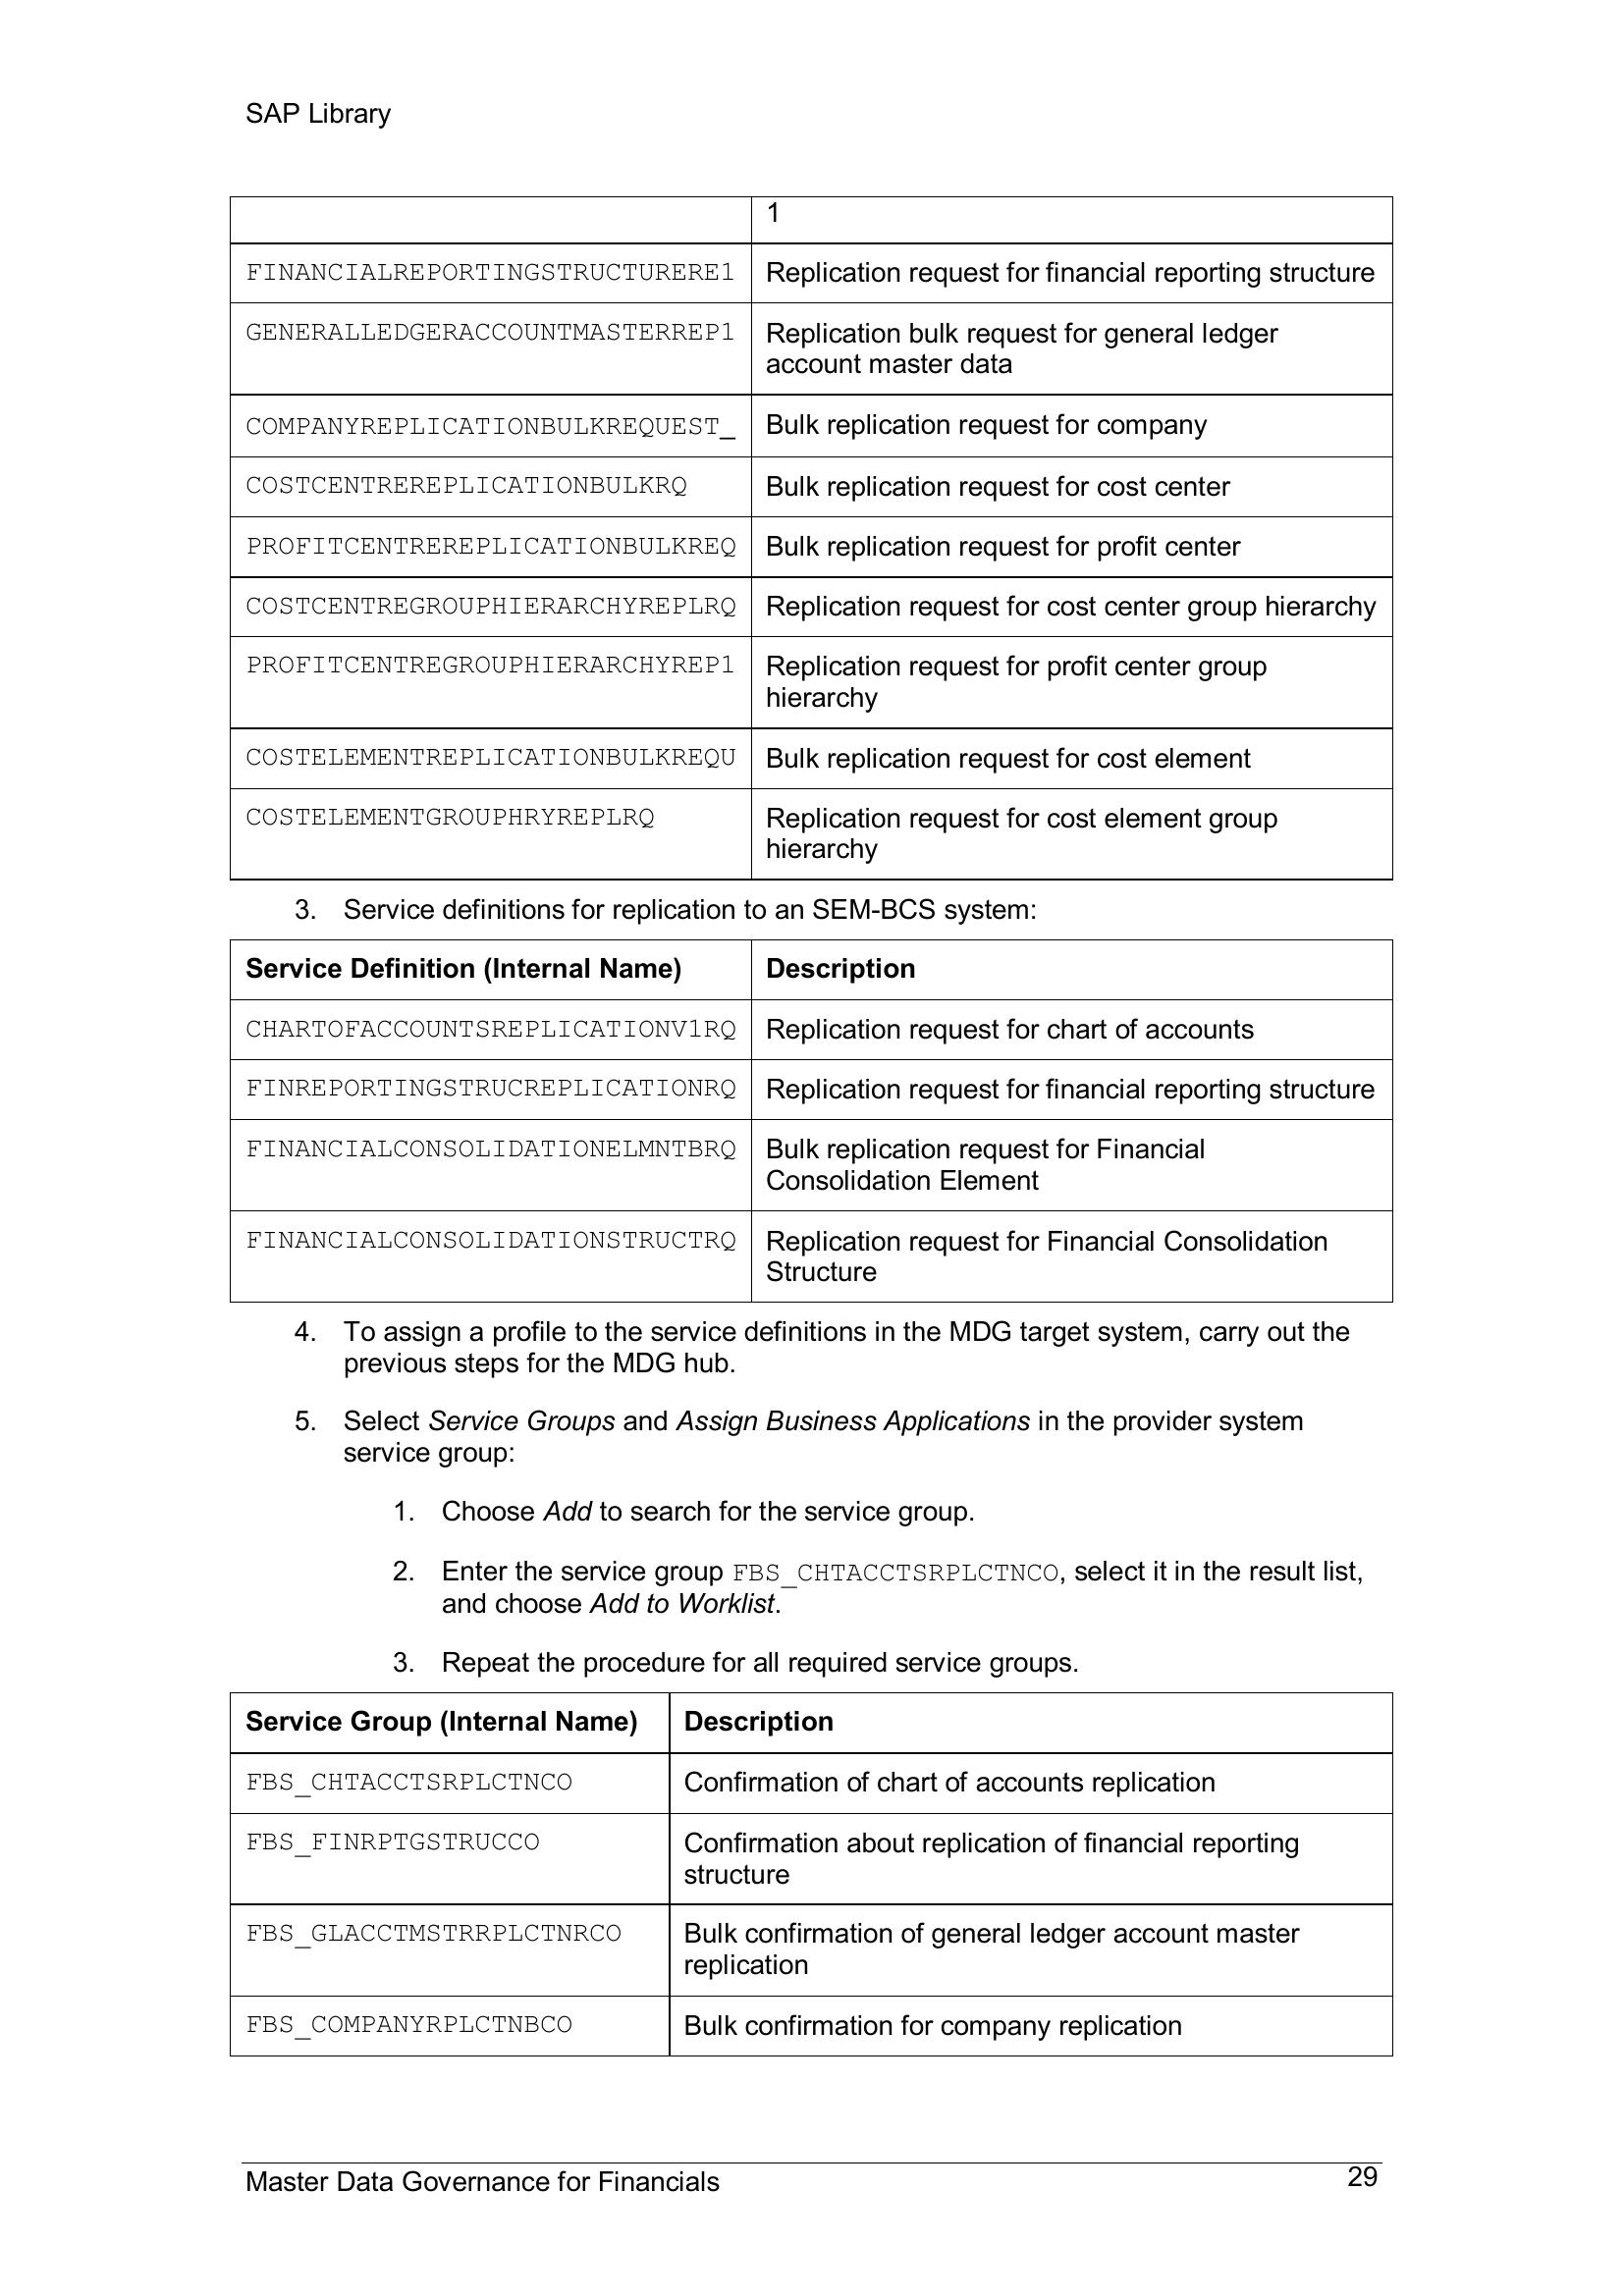 SAP Library
1
FINANCIALREPORTINGSTRUCTURERE1 Replication request for financial reporting structure
GENERALLEDGERACCOUNTMASTERREP1 Replication bulk request for general ledger
account master data
COMPANYREPLICATIONBULKREQUEST_ Bulk replication request for company
COSTCENTREREPLICATIONBULKRQ Bulk replication request for cost center
PROFITCENTREREPLICATIONBULKREQ Bulk replication request for profit center
COSTCENTREGROUPHIERARCHYREPLRQ Replication request for cost center group hierarchy
PROFITCENTREGROUPHIERARCHYREP1 Replication request for profit center group
hierarchy
COSTELEMENTREPLICATIONBULKREQU Bulk replication request for cost element
COSTELEMENTGROUPHRYREPLRQ Replication request for cost element group
hierarchy
3. Service definitions for replication to an SEM-BCS system:
Service Definition (Internal Name) Description
CHARTOFACCOUNTSREPLICATIONV1RQ Replication request for chart of accounts
FINREPORTINGSTRUCREPLICATIONRQ Replication request for financial reporting structure
FINANCIALCONSOLIDATIONELMNTBRQ Bulk replication request for Financial
Consolidation Element
FINANCIALCONSOLIDATIONSTRUCTRQ Replication request for Financial Consolidation
Structure
4. To assign a profile to the service definitions in the MDG target system, carry out the
previous steps for the MDG hub.
5. Select Service Groups and Assign Business Applications in the provider system
service group:
1. Choose Add to search for the service group.
2. Enter the service group FBS_CHTACCTSRPLCTNCO, select it in the result list,
and choose Add to Worklist.
3. Repeat the procedure for all required service groups.
Service Group (Internal Name) Description
FBS_CHTACCTSRPLCTNCO Confirmation of chart of accounts replication
FBS_FINRPTGSTRUCCO Confirmation about replication of financial reporting
structure
FBS_GLACCTMSTRRPLCTNRCO Bulk confirmation of general ledger account master
replication
FBS_COMPANYRPLCTNBCO Bulk confirmation for company replication
Master Data Governance for Financials 29